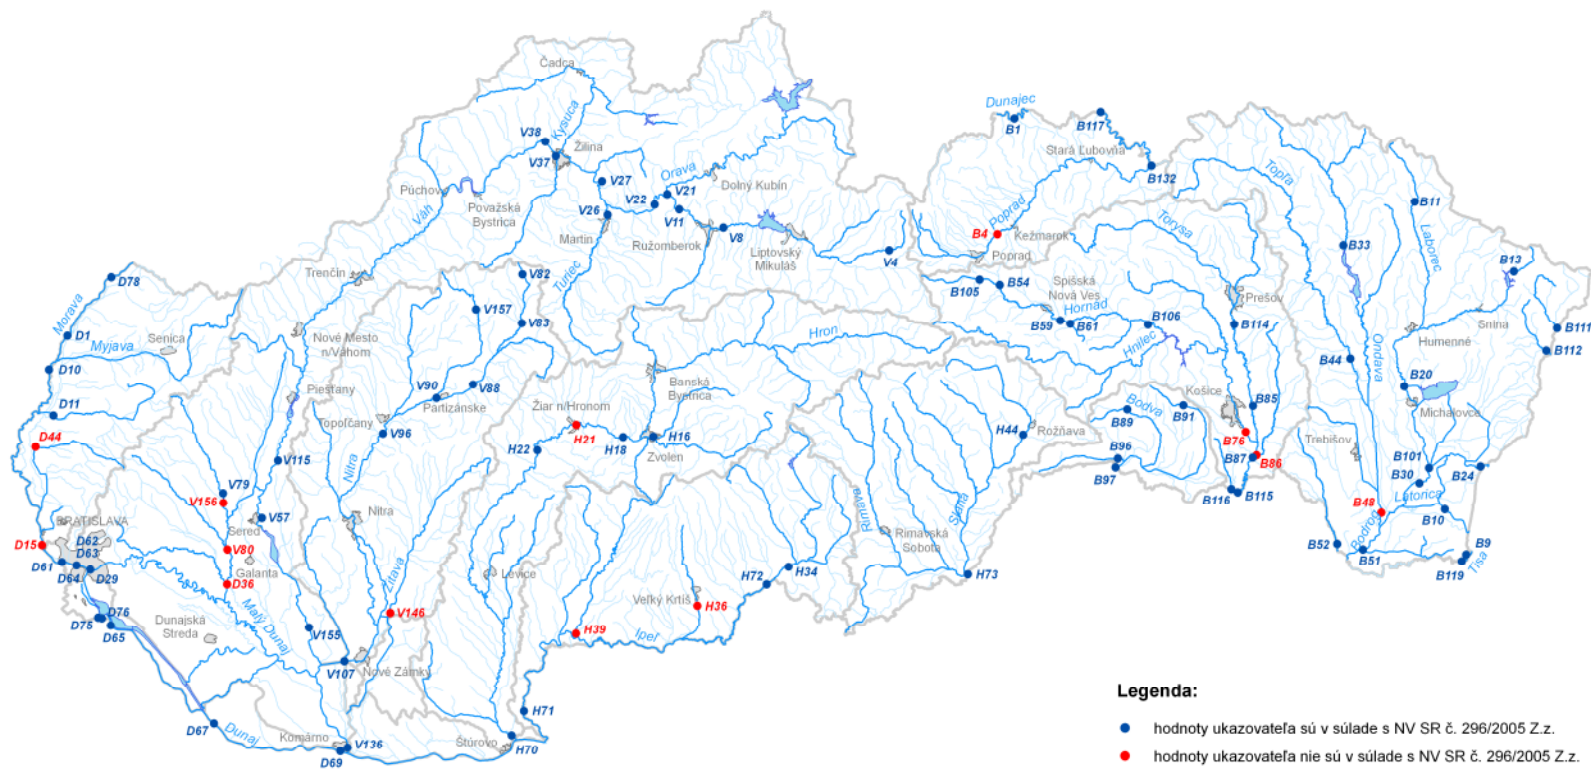 Čadca
Dunajec
B1
B117
V38
Kysuca
Žilina
V37
Stará Ľubovňa
B132
Topľa
Orava
Dolný Kubín
V27
V21
V22
Púchov
Považská
Bystrica
Váh
V26
V11
Martin
Ružomberok
V8
Liptovský
Mikuláš
V4
Poprad
B4
Kežmarok
Poprad
Torysa
B11
Laborec
B33
B13
Trenčín
V82
Turiec
D78
Morava
B105
B54
Spišská
Nová Ves
Hornád
Prešov
V157
V83
D1
Senica
Myjava
Nové Mesto
n/Váhom
Hron
B59
B61
B106
B114
Hnilec
Snina
Humenné
B111
B112
Ondava
D10
Piešťany
V90
V88
Partizánske
Banská
Bystrica
B44
B20
Michalovce
Košice
B85
D11
Topoľčany
Žiar n/Hronom
H21
Bodva
B89
B91
D44
V96
H22
H18
H16
Zvolen
H44
Rožňava
B76
Trebišov
B96
B97
B87
B86
V115
Nitra
B101
B30
B24
V79
V156
B116
B115
Latorica
B48
B10
BRATISLAVA
Sereď
V57
Nitra
Rimava
Slaná
Rimavská
Sobota
Bodrog
D15
D62
D63
V80
Galanta
B52
B51
B9
B119
Tisa
D61
D64
D29
D36
Žitava
Levice
H72
H34
H73
Malý Dunaj
Veľký Krtíš
H36
D76
D75
D65
Dunajská
Streda
V155
V146
H39
Ipeľ
V107
Nové Zámky
H71
D67
Dunaj
Komárno
V136
D69
Štúrovo
H70
Legenda:
hodnoty ukazovateľa sú v súlade s NV SR č. 296/2005 Z.z.
hodnoty ukazovateľa nie sú v súlade s NV SR č. 296/2005 Z.z.